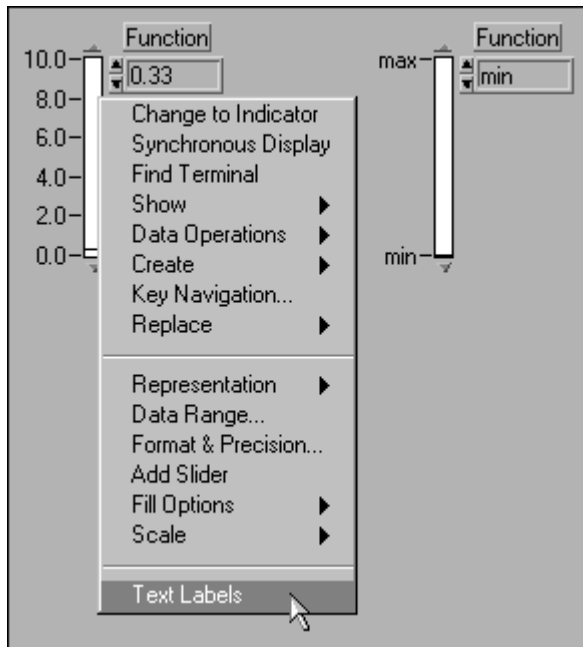 Function
Function
10.0
0.33
max
min
8.0
Change to Indicator
6.0
Synchronous Display
4.0
Find Terminal
Show
2.0
Data Operations
0.0
Create
min
Key Navigation...
Replace
Representation
Data Range...
Format & Precision...
Add Slider
Fill Options
Scale
Text Labels